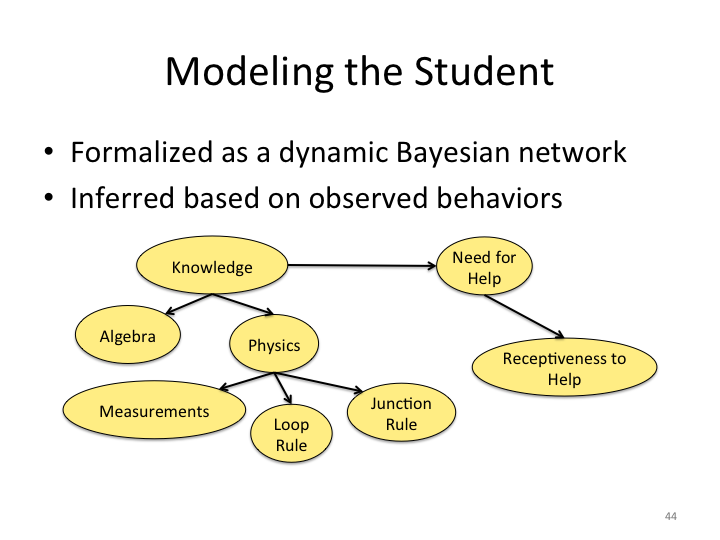 Modeling the Student
• Formalized as a dynamic Bayesian network
• Inferred based on observed behaviors
Knowledge
Need for
Help
Algebra
Physics
Receptiveness to
Help
Measurements
Loop
Rule
Junction
Rule
44